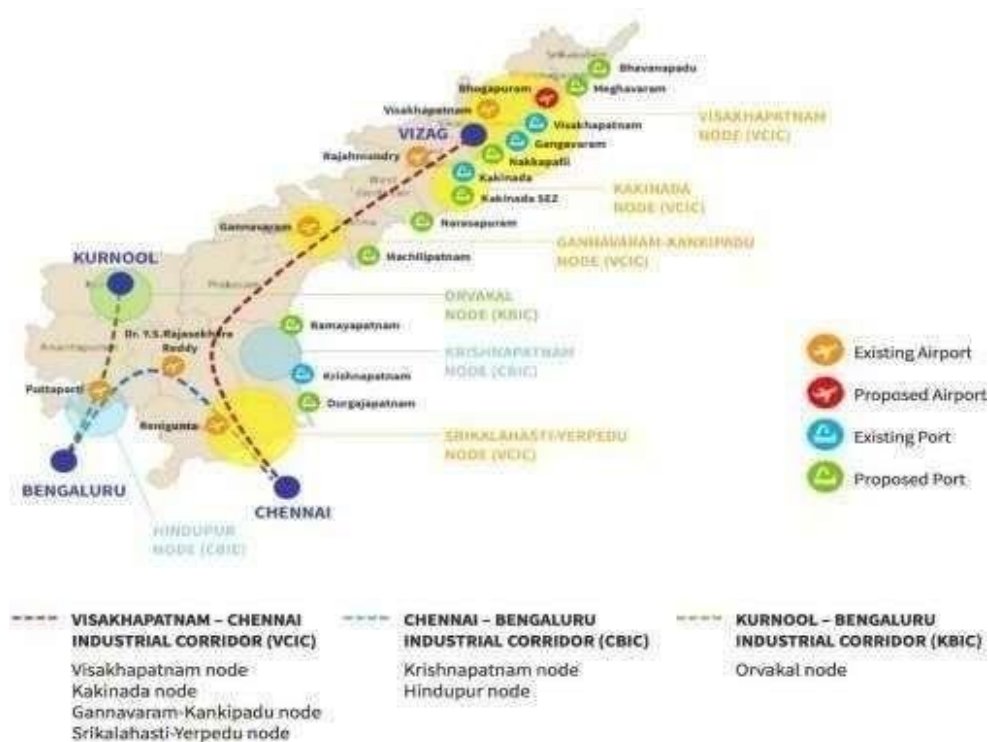 Bhavanapadu
Meghavaram
Bhogapuram
Visakhapatnam
VIZAG
Visakhapatnam
Gangavaram
Nakkapalli
Rajahmandry
Kakinada
Kakinada SEZ
VISAKHAPATNAM
NODE (VCIC)
KAKINADA
NODE (VCIC)
Gannavaram
Narasapuram
Machilipatnam
GANNAVARAM-KANKIPADU
NODE (VCIC)
KURNOOL
Prakasam
ORVAKAL
NODE (KBIC)
Dr. Y.S.Rajasekhara
Reddy
Ramayapatnam
KRISHNAPATNAM
NODE (CBIC)
Puttaparti
Krishnapatnam
Durgajapatnam
Renigunta
SRIKALAHASTI-YERPEDU
NODE (VCIC)
BENGALURU
CHENNAI
HINDUPUR
NODE (CBIC)
Existing Airport
Proposed Airport
Existing Port
Proposed Port
VISAKHAPATNAM – CHENNAI
INDUSTRIAL CORRIDOR (VCIC)
Visakhapatnam node
Kakinada node
Gannavaram-Kankipadu node
Srikalahasti-Yerpedu node
CHENNAI – BENGALURU
INDUSTRIAL CORRIDOR (CBIC)
Krishnapatnam node
Hindupur node
KURNOOL – BENGALURU
INDUSTRIAL CORRIDOR (KBIC)
Orvakal node